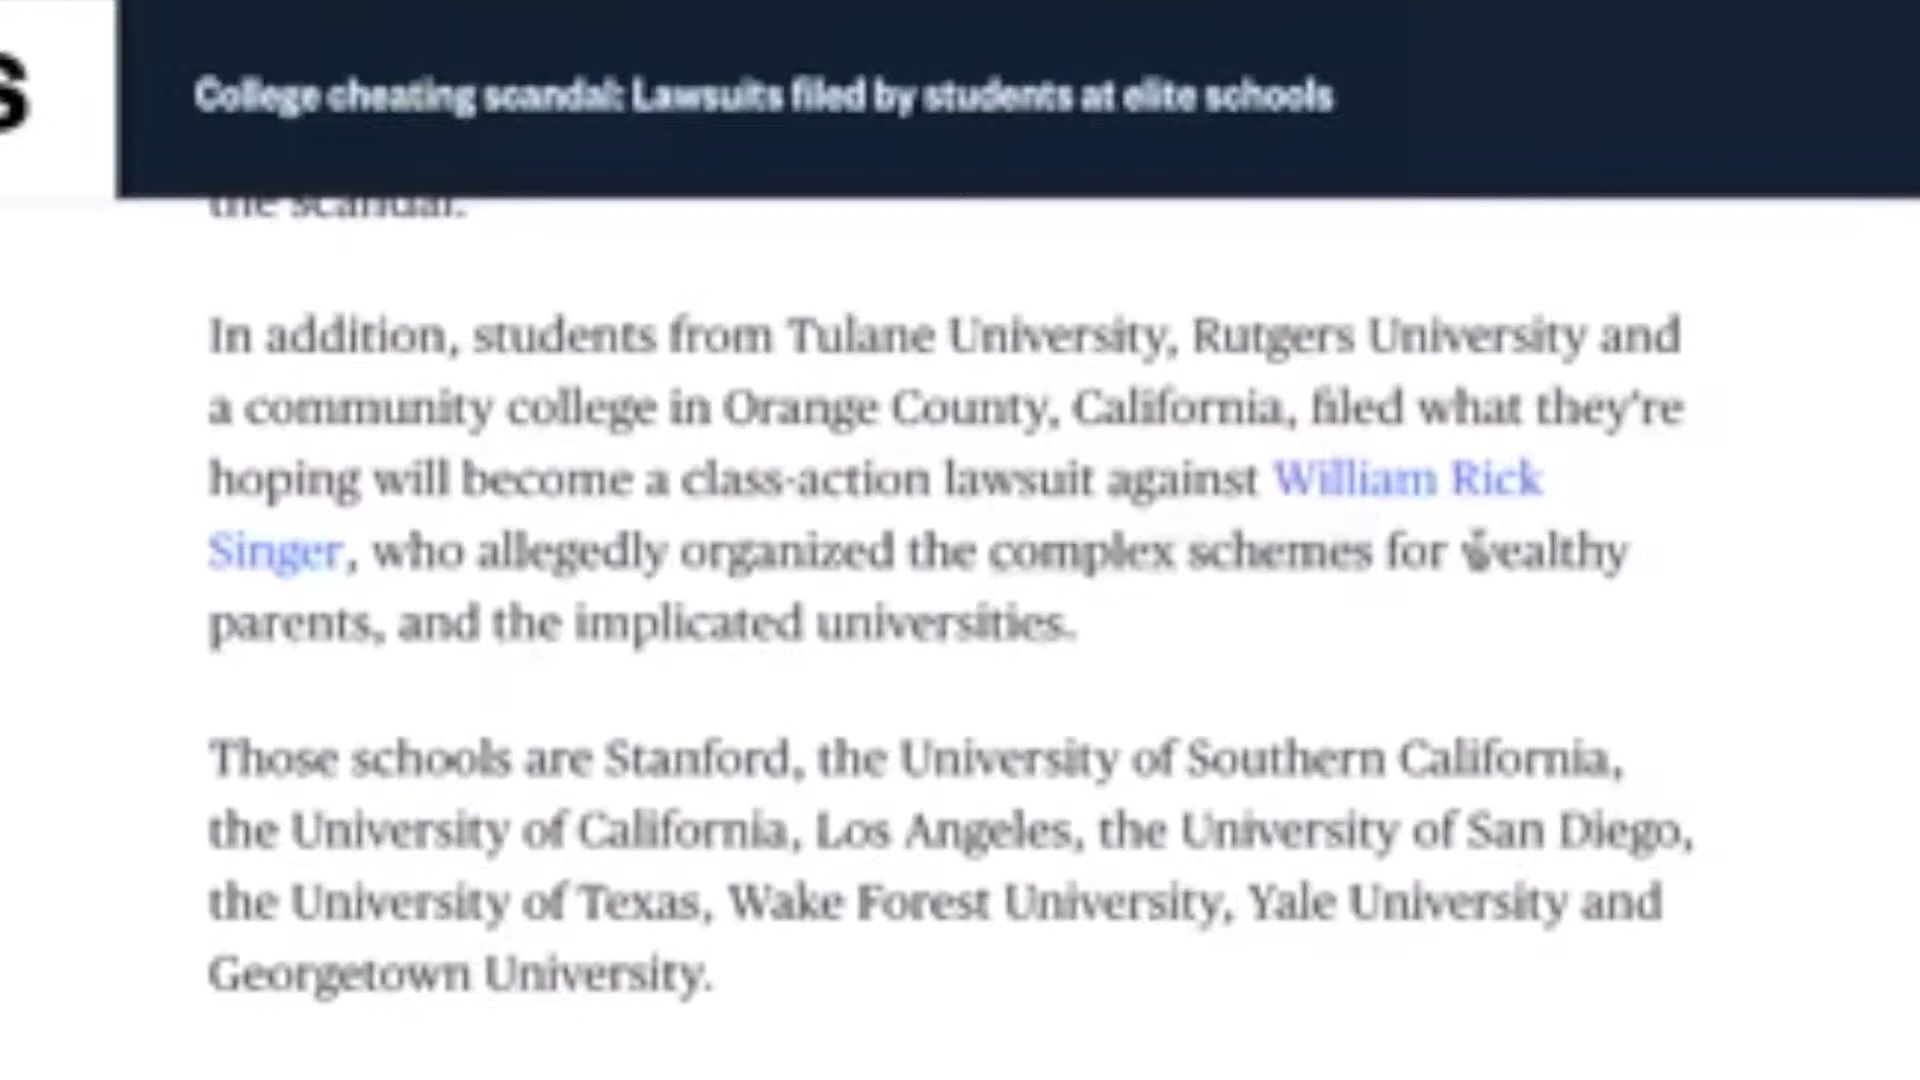 S
College cheating scandal: Lawsuits filed by students at elite schools
the scandal.
In addition, students from Tulane University, Rutgers University and
a community college in Orange County, California, filed what they're
hoping will become a class-action lawsuit against William Rick
Singer, who allegedly organized the complex schemes for wealthy
parents, and the implicated universities.
Those schools are Stanford, the University of Southern California,
the University of California, Los Angeles, the University of San Diego,
the University of Texas, Wake Forest University, Yale University and
Georgetown University.